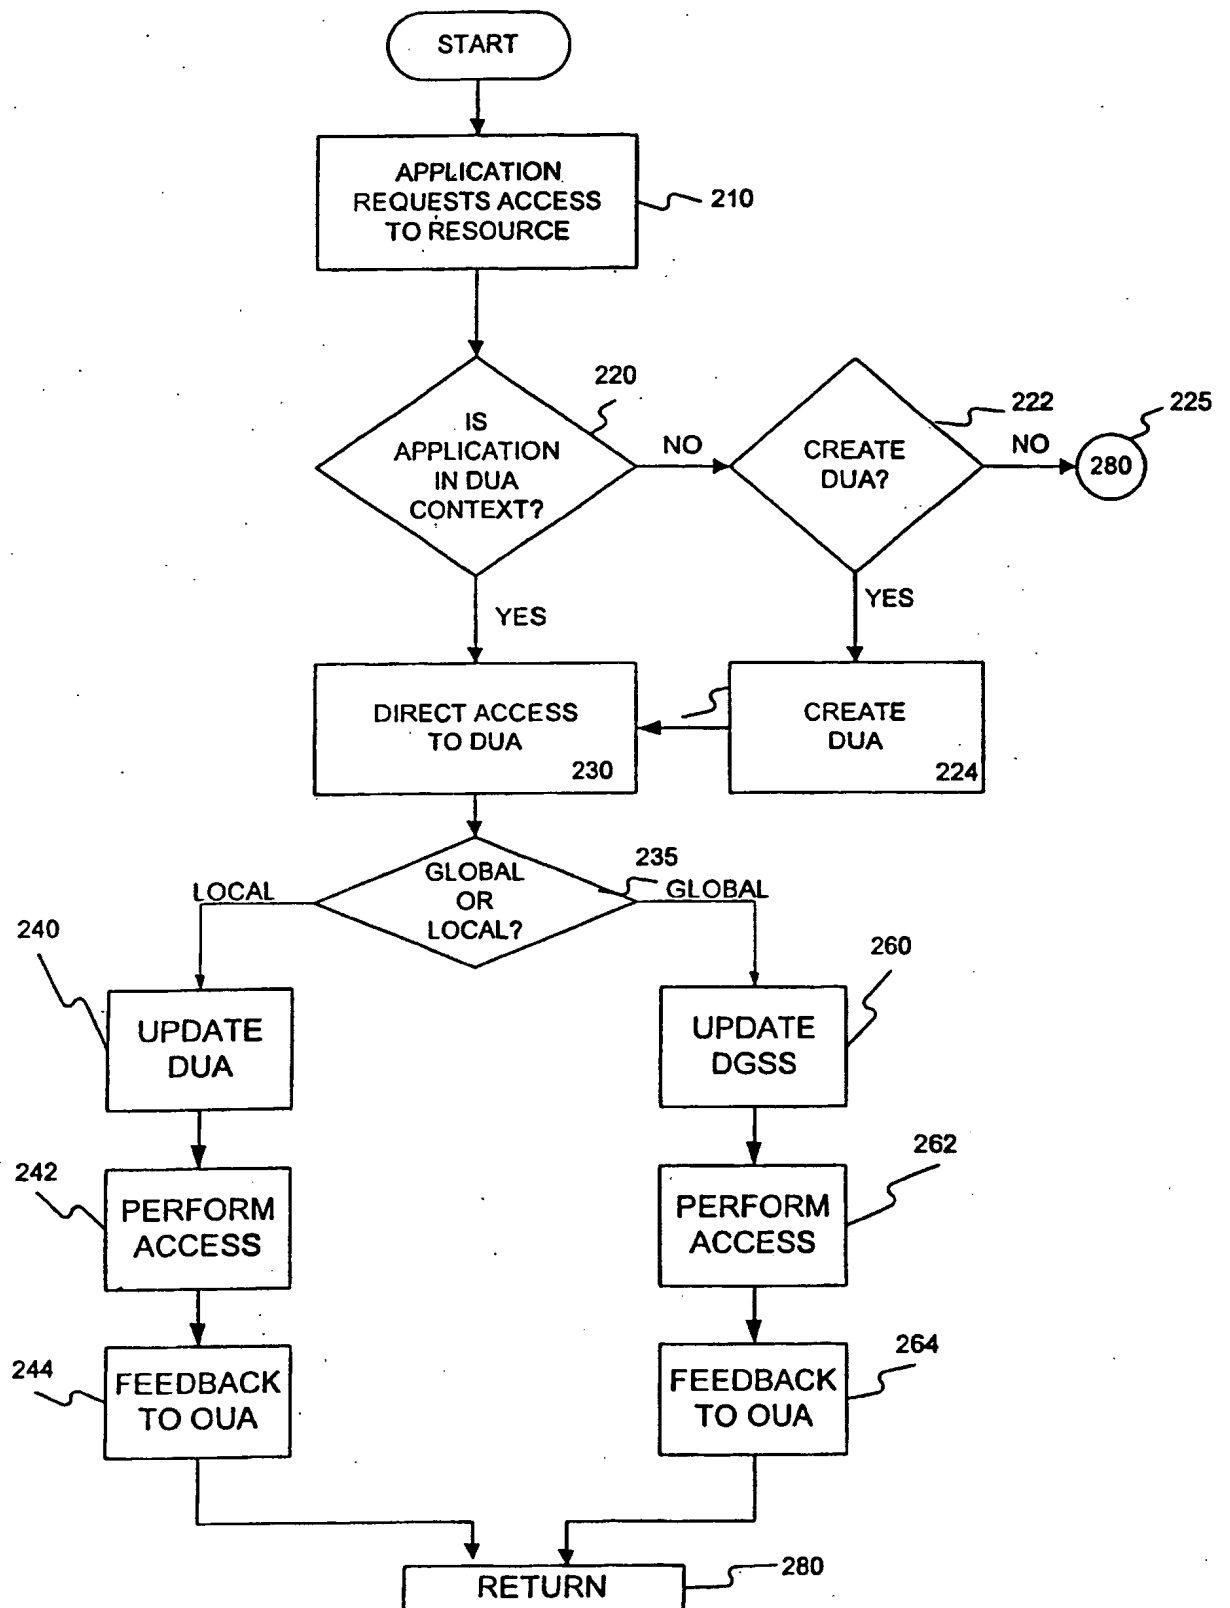 START
APPLICATION
REQUESTS ACCESS
TO RESOURCE
210
220
IS
APPLICATION
IN DUA
CONTEXT?
NO
222
CREATE
DUA?
NO
225
280
YES
YES
DIRECT ACCESS
TO DUA
230
CREATE
DUA
224
235
GLOBAL
OR
LOCAL?
LOCAL
GLOBAL
240
UPDATE
DUA
260
UPDATE
DGSS
242
PERFORM
ACCESS
262
PERFORM
ACCESS
244
FEEDBACK
TO OUA
264
FEEDBACK
TO OUA
RETURN
280